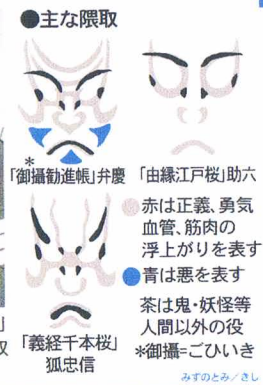 ●主な隈取
*
「御攝勧進帳」弁慶
「由縁江戸桜」助六
「義経千本桜」
狐忠信
●赤は正義、勇気
血管、筋肉の
浮上がりを表す
●青は悪を表す
茶は鬼・妖怪等
人間以外の役
*御攝=ごひいき
みずのとみ／きし